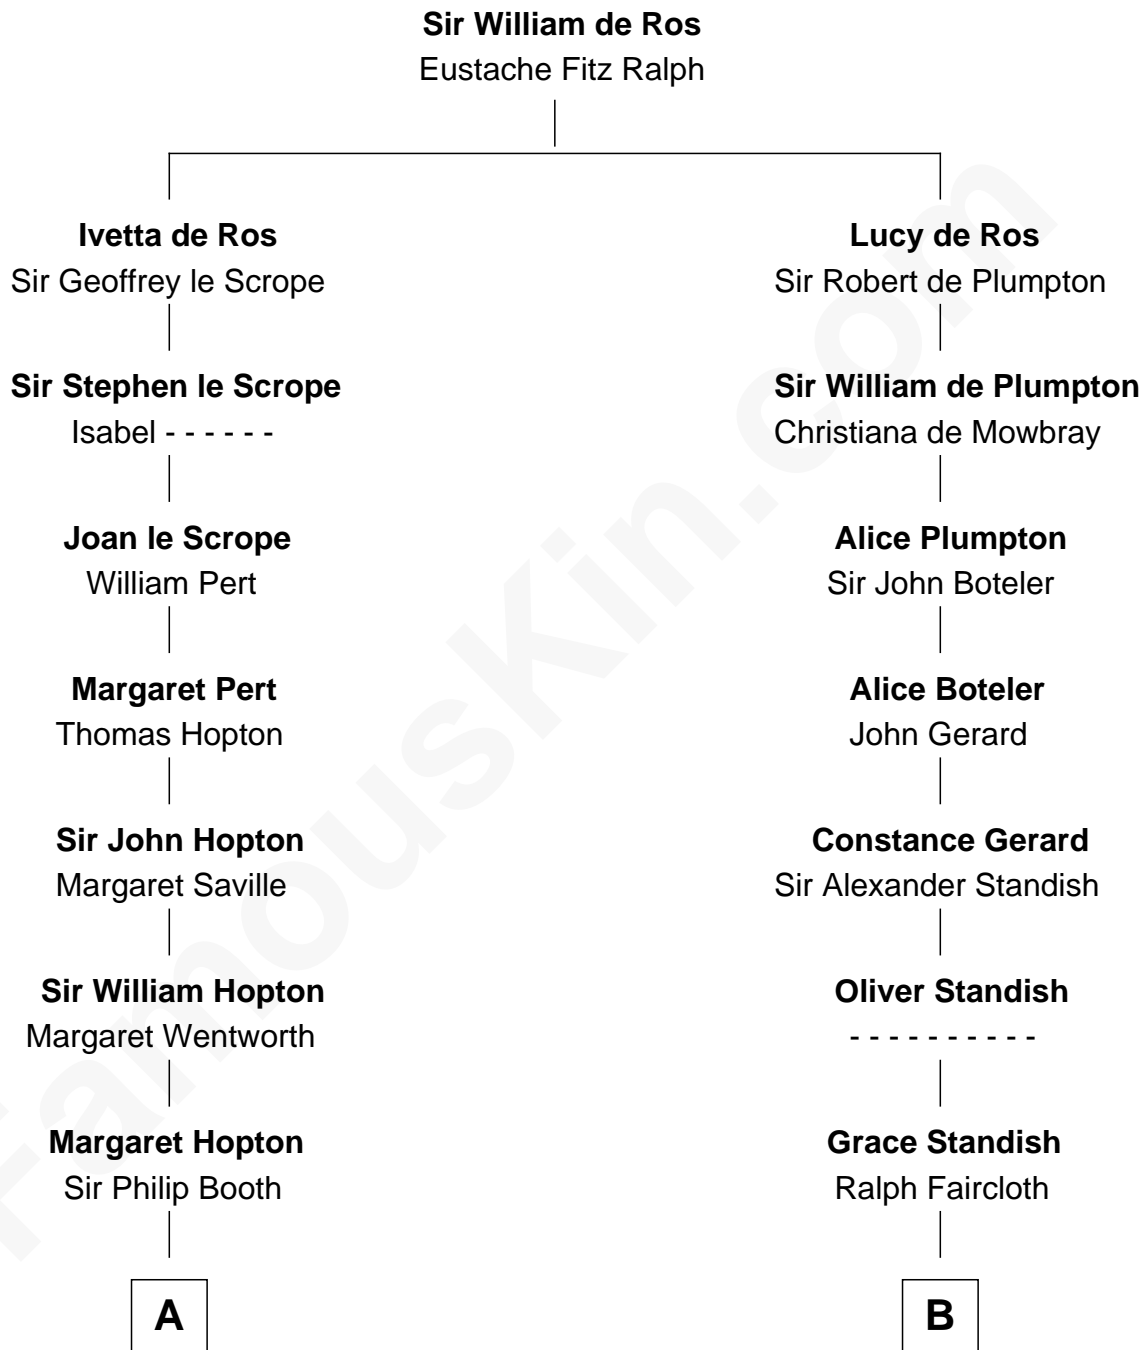 Sir William de Ros
Eustache Fitz Ralph
Ivetta de Ros
Sir Geoffrey le Scrope
Lucy de Ros
Sir Robert de Plumpton
Sir Stephen le Scrope
Isabel - - - - - -
Sir William de Plumpton
Christiana de Mowbray
Joan le Scrope
William Pert
Alice Plumpton
Sir John Boteler
Margaret Pert
Thomas Hopton
Alice Boteler
John Gerard
Sir John Hopton
Margaret Saville
Constance Gerard
Sir Alexander Standish
Sir William Hopton
Margaret Wentworth
Oliver Standish
- - - - - - - - - -
Margaret Hopton
Sir Philip Booth
Grace Standish
Ralph Faircloth
A
B
FamousKin.com